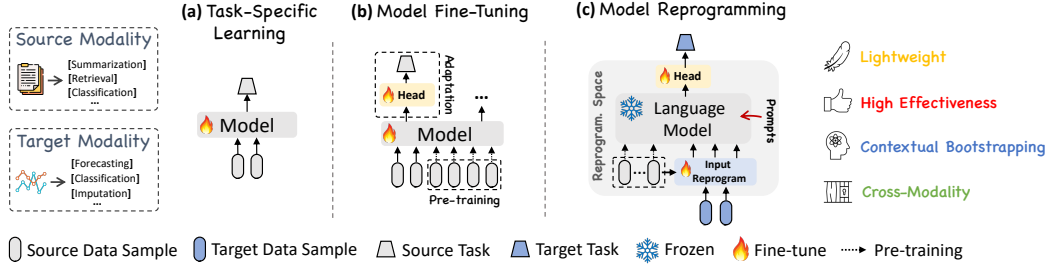 Source Modality
[Summarization]
[Retrieval]
[Classification]
...
Target Modality
[Forecasting]
[Classification]
[Imputation]
...
(a) Task-Specific
Learning
Model
(b) Model Fine-Tuning
Head
Adaptation
...
Model
Pre-training
(c) Model Reprogramming
Reprogram. Space
Head
Language
Model
Prompts
...
Input
Reprogram
Lightweight
High Effectiveness
Contextual Bootstrapping
Cross-Modality
Source Data Sample
Target Data Sample
Source Task
Target Task
Frozen
Fine-tune
Pre-training